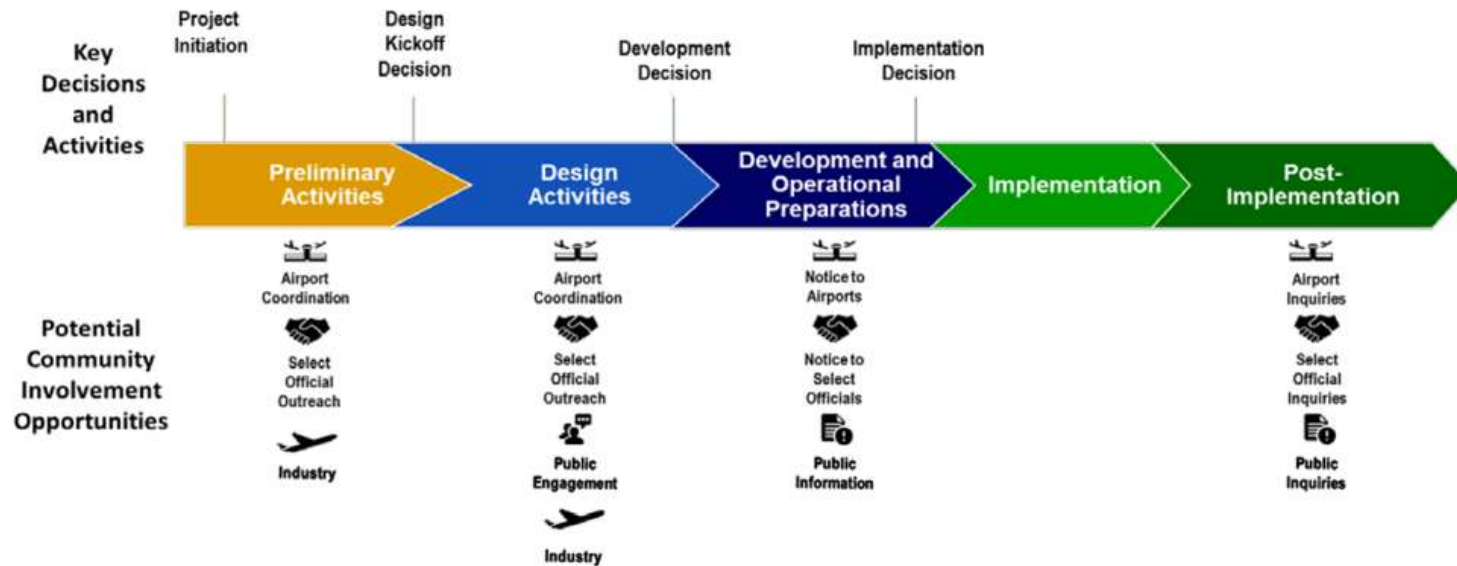 Key
Decisions
and
Activities
Project
Initiation
Design
Kickoff
Decision
Development
Decision
Implementation
Decision
Preliminary
Activities
Design
Activities
Development and
Operational
Preparations
Implementation
Post-
Implementation
Potential
Community
Involvement
Opportunities
Airport
Coordination
Select
Official
Outreach
Industry
Airport
Coordination
Select
Official
Outreach
Public
Engagement
Industry
Notice to
Airports
Notice to
Select
Officials
Public
Information
Airport
Inquiries
Select
Official
Inquiries
Public
Inquiries